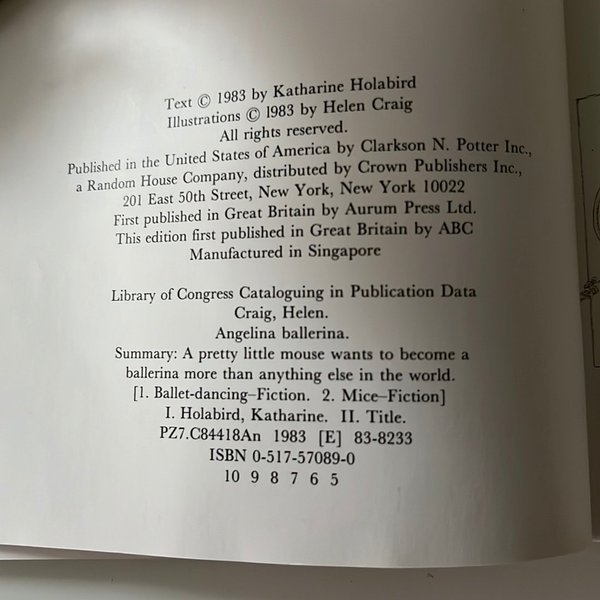 Text © 1983 by Katharine Holabird
Illustrations © 1983 by Helen Craig
All rights reserved.
Published in the United States of America by Clarkson N. Potter Inc.,
a Random House Company, distributed by Crown Publishers Inc.,
201 East 50th Street, New York, New York 10022
First published in Great Britain by Aurum Press Ltd.
This edition first published in Great Britain by ABC
Manufactured in Singapore
Library of Congress Cataloguing in Publication Data
Craig, Helen.
Angelina ballerina.
Summary: A pretty little mouse wants to become a
ballerina more than anything else in the world.
[1. Ballet-dancing–Fiction. 2. Mice–Fiction]
I. Holabird, Katharine. II. Title.
PZ7.C84418An 1983 [E] 83-8233
ISBN 0-517-57089-0
10 9 8 7 6 5